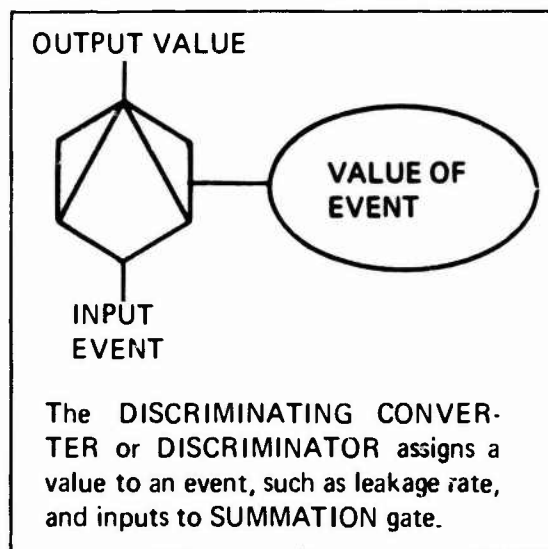 OUTPUT VALUE
VALUE OF
EVENT
INPUT
EVENT
The DISCRIMINATING CONVER-
TER or DISCRIMINATOR assigns a
value to an event, such as leakage rate,
and inputs to SUMMATION gate.